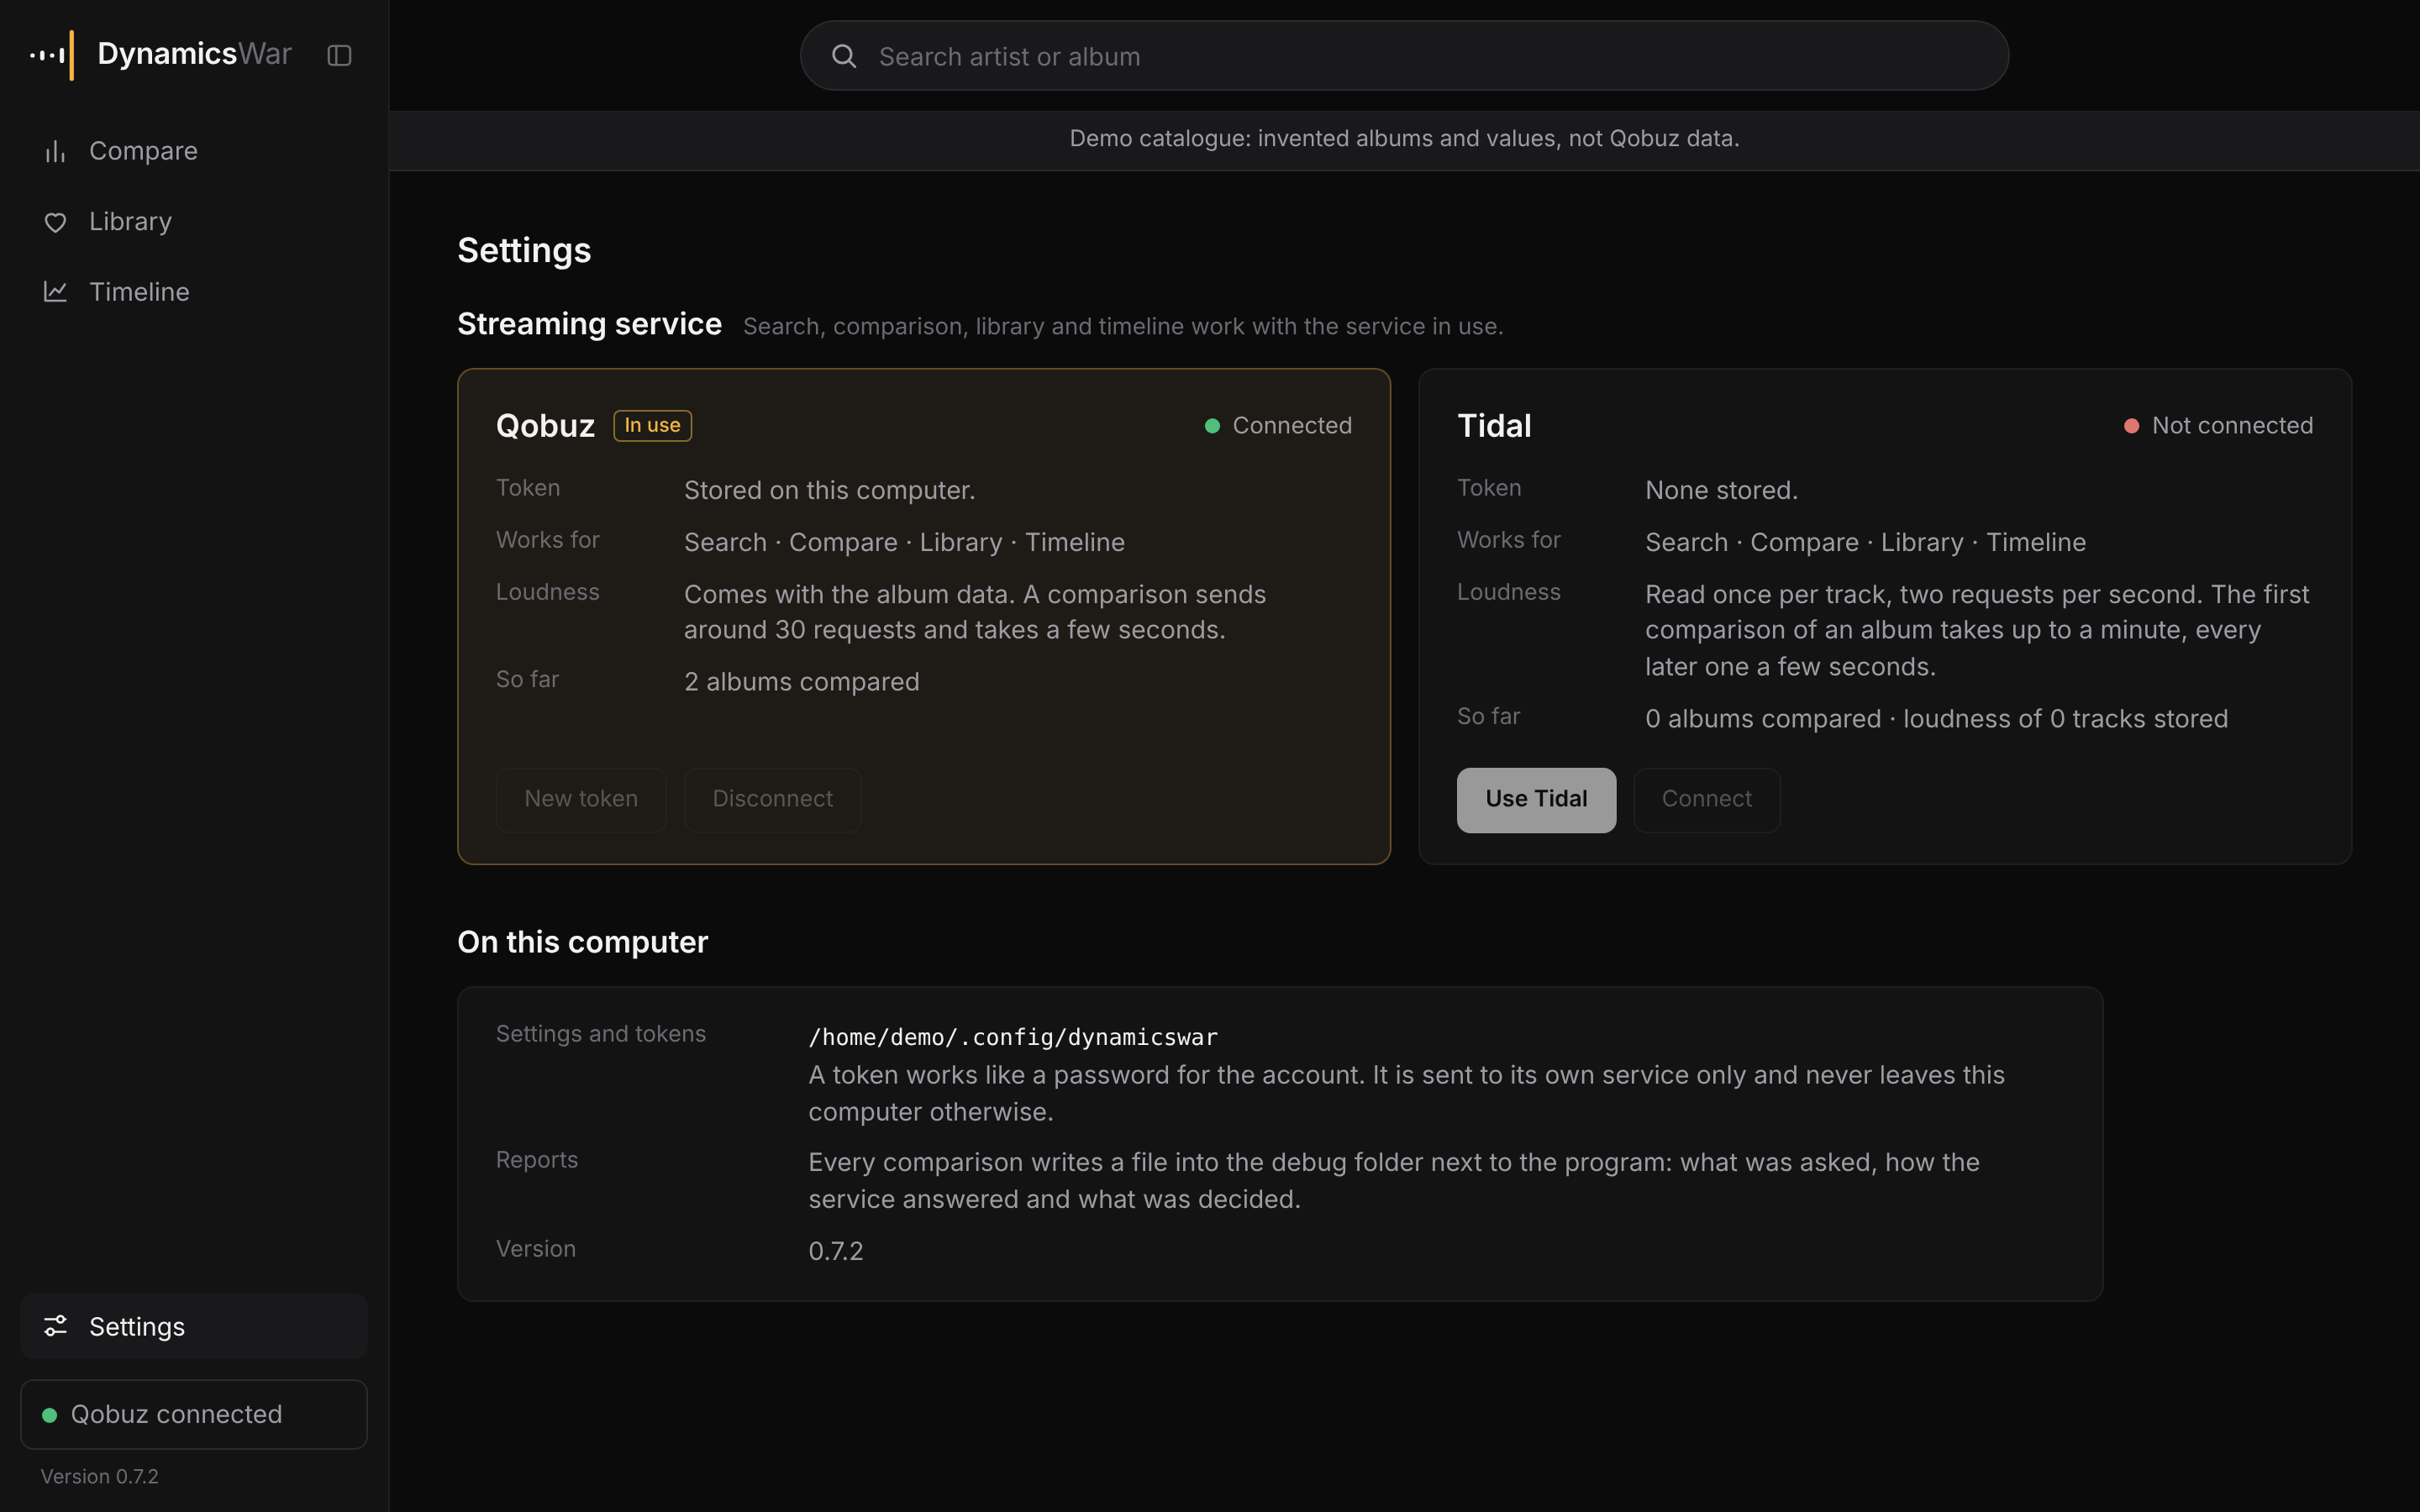 DynamicsWar
Search artist or album
Compare
Library
Timeline
Demo catalogue: invented albums and values, not Qobuz data.
Settings
Streaming service Search, comparison, library and timeline work with the service in use.
Qobuz In use Connected
Token Stored on this computer.
Works for Search · Compare · Library · Timeline
Loudness Comes with the album data. A comparison sends
around 30 requests and takes a few seconds.
So far 2 albums compared
New token Disconnect
Tidal Not connected
Token None stored.
Works for Search · Compare · Library · Timeline
Loudness Read once per track, two requests per second. The first
comparison of an album takes up to a minute, every
later one a few seconds.
So far 0 albums compared · loudness of 0 tracks stored
Use Tidal Connect
On this computer
Settings and tokens /home/demo/.config/dynamicswar
A token works like a password for the account. It is sent to its own service only and never leaves this
computer otherwise.
Reports Every comparison writes a file into the debug folder next to the program: what was asked, how the
service answered and what was decided.
Version 0.7.2
Settings
Qobuz connected
Version 0.7.2